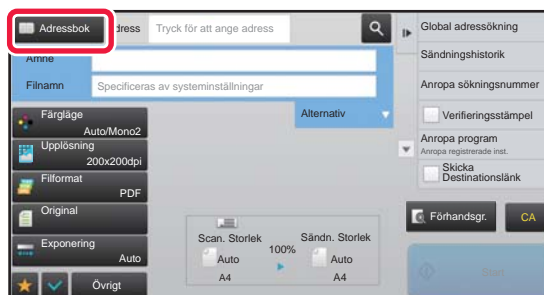 Adressbok
Tryck för att ange adress
Ämne
Filnamn Specificeras av systeminställningar
Alternativ
Färgläge
Auto/Mono2
Upplösning
200x200dpi
Filformat
PDF
Original
Exponering
Auto
Övrigt
Scan. Storlek
Auto
A4
100%
Sändn. Storlek
Auto
A4
Global adressökning
Sändningshistorik
Anropa sökningsnummer
Verifieringsstämpel
Anropa program
Anropa registrerade inst.
Skicka
Destinationslänk
Förhandsgr.
CA
Start